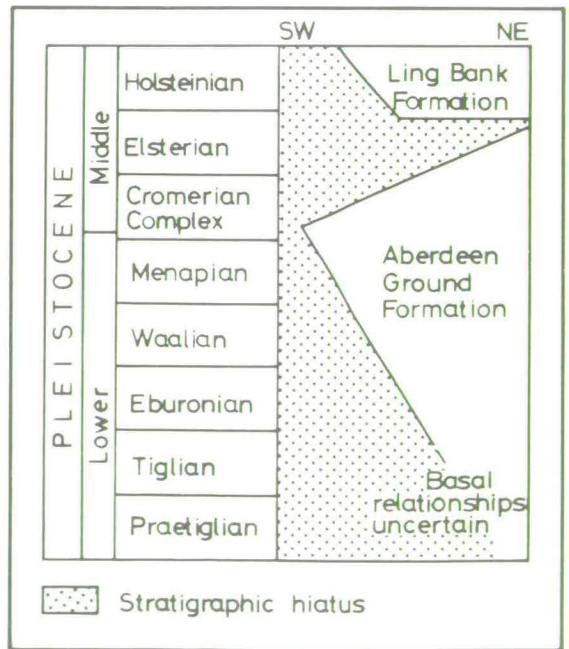 SW NE
PLEISTOCENE
Middle
Lower
Holsteinian
Elsterian
Cromerian
Complex
Menapian
Waalian
Eburonian
Tiglian
Praetiglian
Ling Bank
Formation
Aberdeen
Ground
Formation
Basal
relationships
uncertain
Stratigraphic hiatus